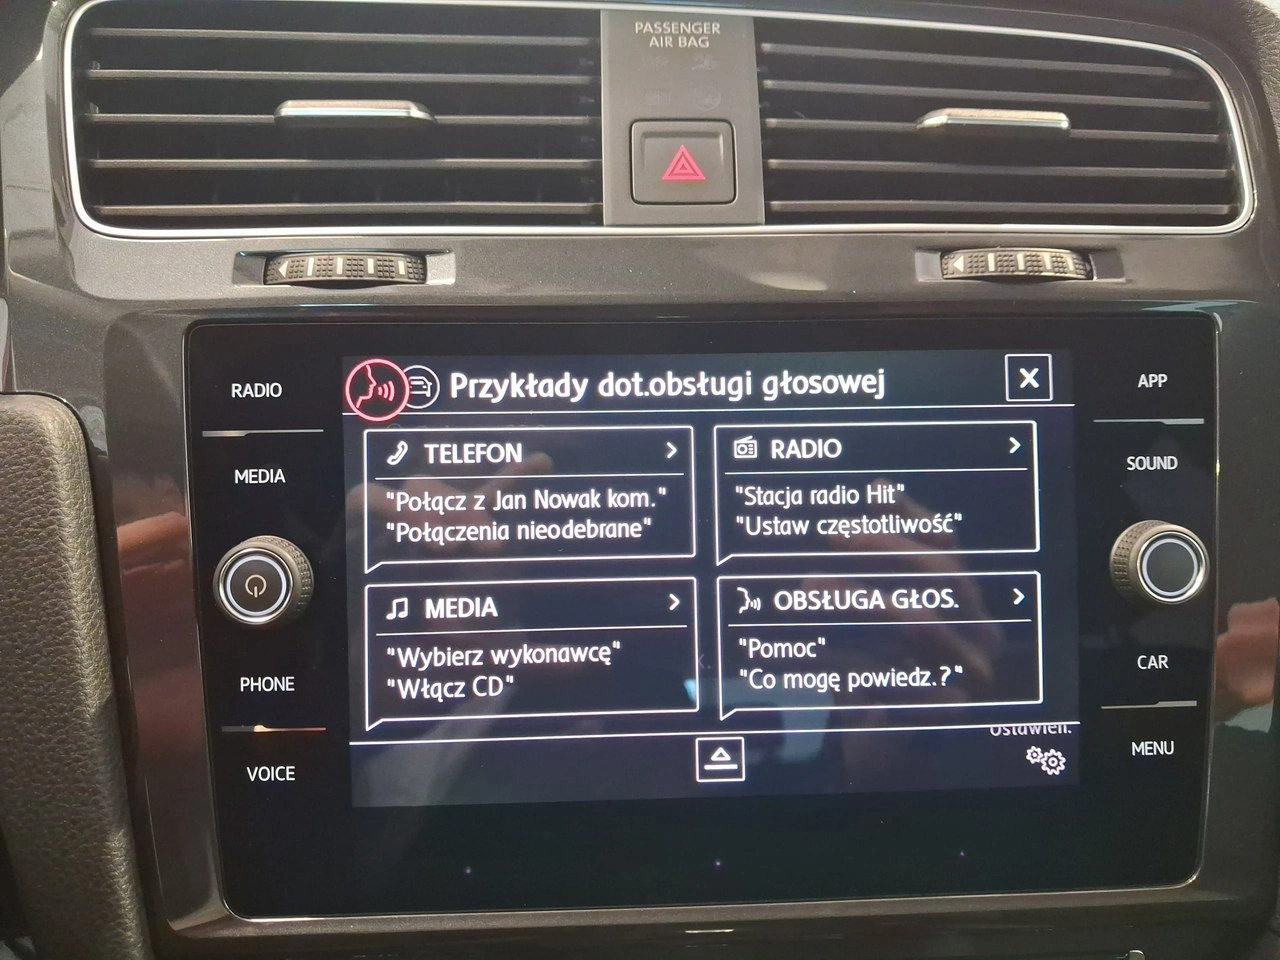 PASSENGER
AIR BAG
RADIO
MEDIA
PHONE
VOICE
Przykłady dot.obsługi głosowej
TELEFON
"Połącz z Jan Nowak kom."
"Połączenia nieodebrane"
RADIO
"Stacja radio Hit"
"Ustaw częstotliwość"
MEDIA
"Wybierz wykonawcę"
"Włącz CD"
OBSŁUGA GŁOS.
"Pomoc"
"Co mogę powiedz.?"
Ustawień.
APP
SOUND
CAR
MENU